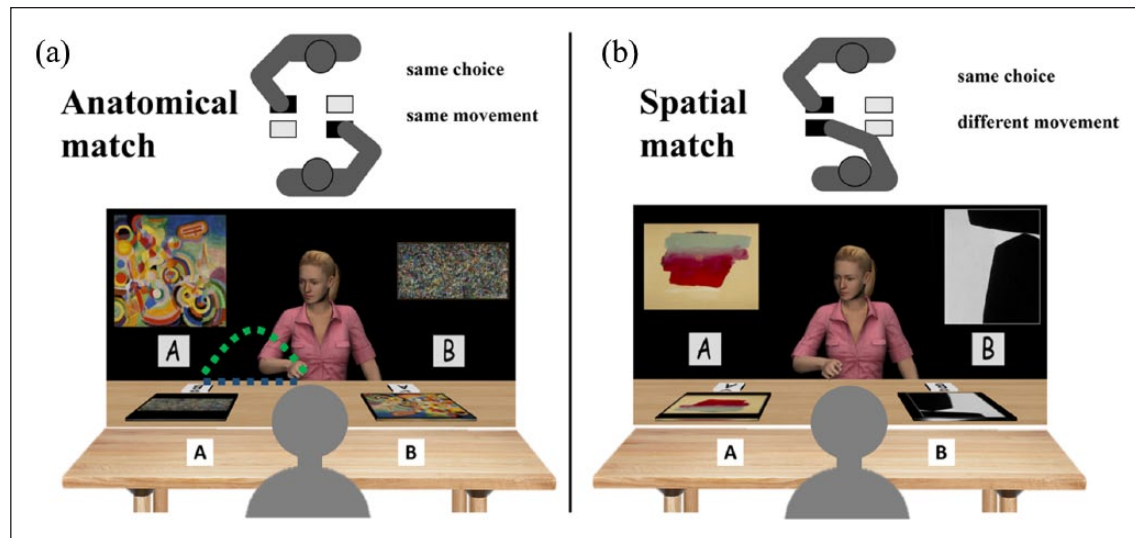 (a)
Anatomical
match
same choice
same movement
A
B
A
B
(b)
Spatial
match
same choice
different movement
A
B
A
B